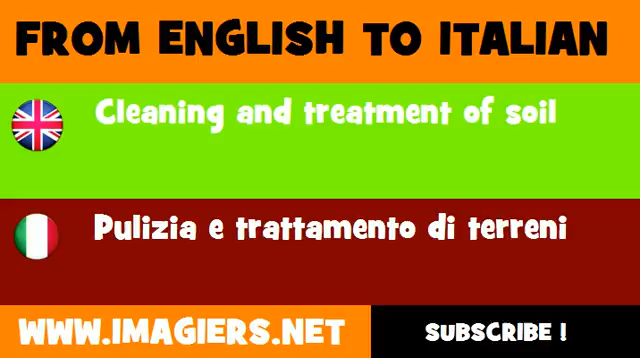 FROM ENGLISH TO ITALIAN
Cleaning and treatment of soil
Pulizia e trattamento di terreni
WWW.IMAGIERS.NET
SUBSCRIBE !